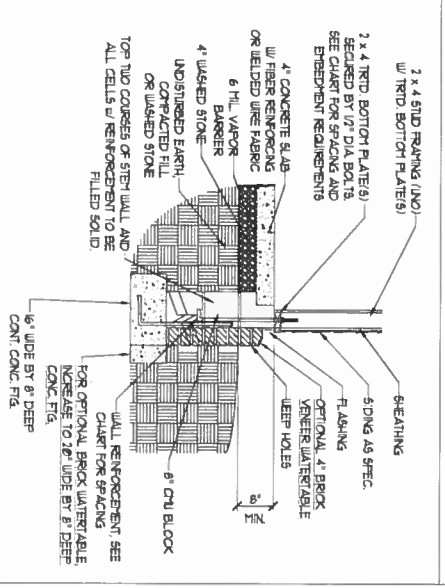 2 x 4 STUD FRAMING (UNO)
W/ TRTD. BOTTOM PLATE(S)
2 x 4 TRTD. BOTTOM PLATE(S)
SECURED BY 1/2" DIA. BOLTS.
SEE CHART FOR SPACING AND
EMBEDMENT REQUIREMENTS
4" CONCRETE SLAB
W/ FIBER REINFORCING
OR WELDED WIRE FABRIC
6 MIL VAPOR
BARRIER
4" WASHED STONE
UNDISTURBED EARTH,
COMPACTED FILL
OR WASHED STONE
TOP TWO COURSES OF STEM WALL AND
ALL CELLS W/ REINFORCEMENT TO BE
FILLED SOLID.
SHEATHING
SIDING AS SPEC.
FLASHING
OPTIONAL 4" BRICK
VENEER WATERTABLE
WEEP HOLES
8"
MIN.
8" CMU BLOCK
WALL REINFORCEMENT, SEE
CHART FOR SPACING
FOR OPTIONAL BRICK WATERTABLE,
INCREASE TO 20" WIDE BY 8" DEEP
CONC. FTG.
16" WIDE BY 8" DEEP
CONT. CONC. FTG.